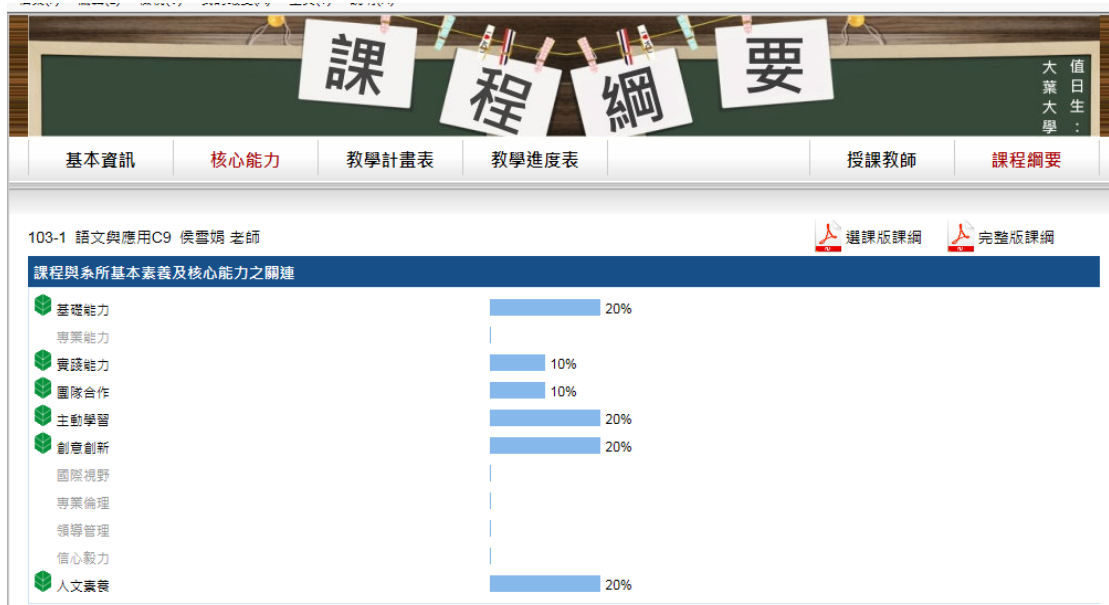 課程綱要
值日生：
大葉大學
基本資訊 核心能力 教學計畫表 教學進度表 授課教師 課程綱要
103-1 語文與應用C9 侯雪娟 老師 選課版課綱 完整版課綱
課程與系所基本素養及核心能力之關連
基礎能力 20%
專業能力
實踐能力 10%
團隊合作 10%
主動學習 20%
創意創新 20%
國際視野
專業倫理
領導管理
信心毅力
人文素養 20%